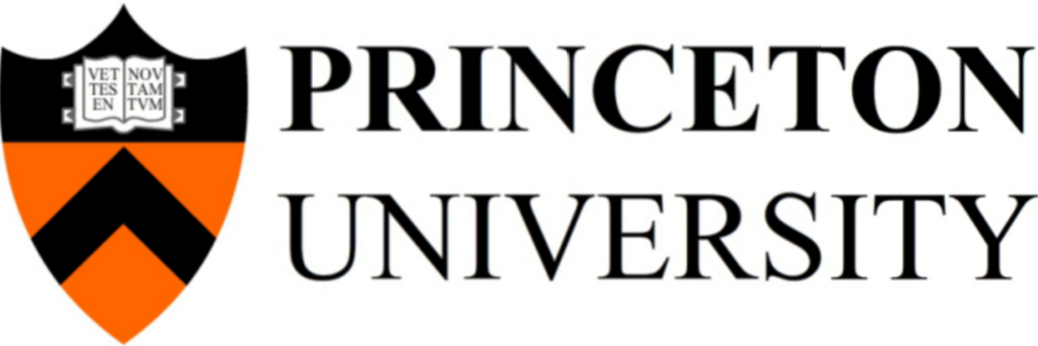 VET NOV
TES TAM
EN TVM
PRINCETON
UNIVERSITY